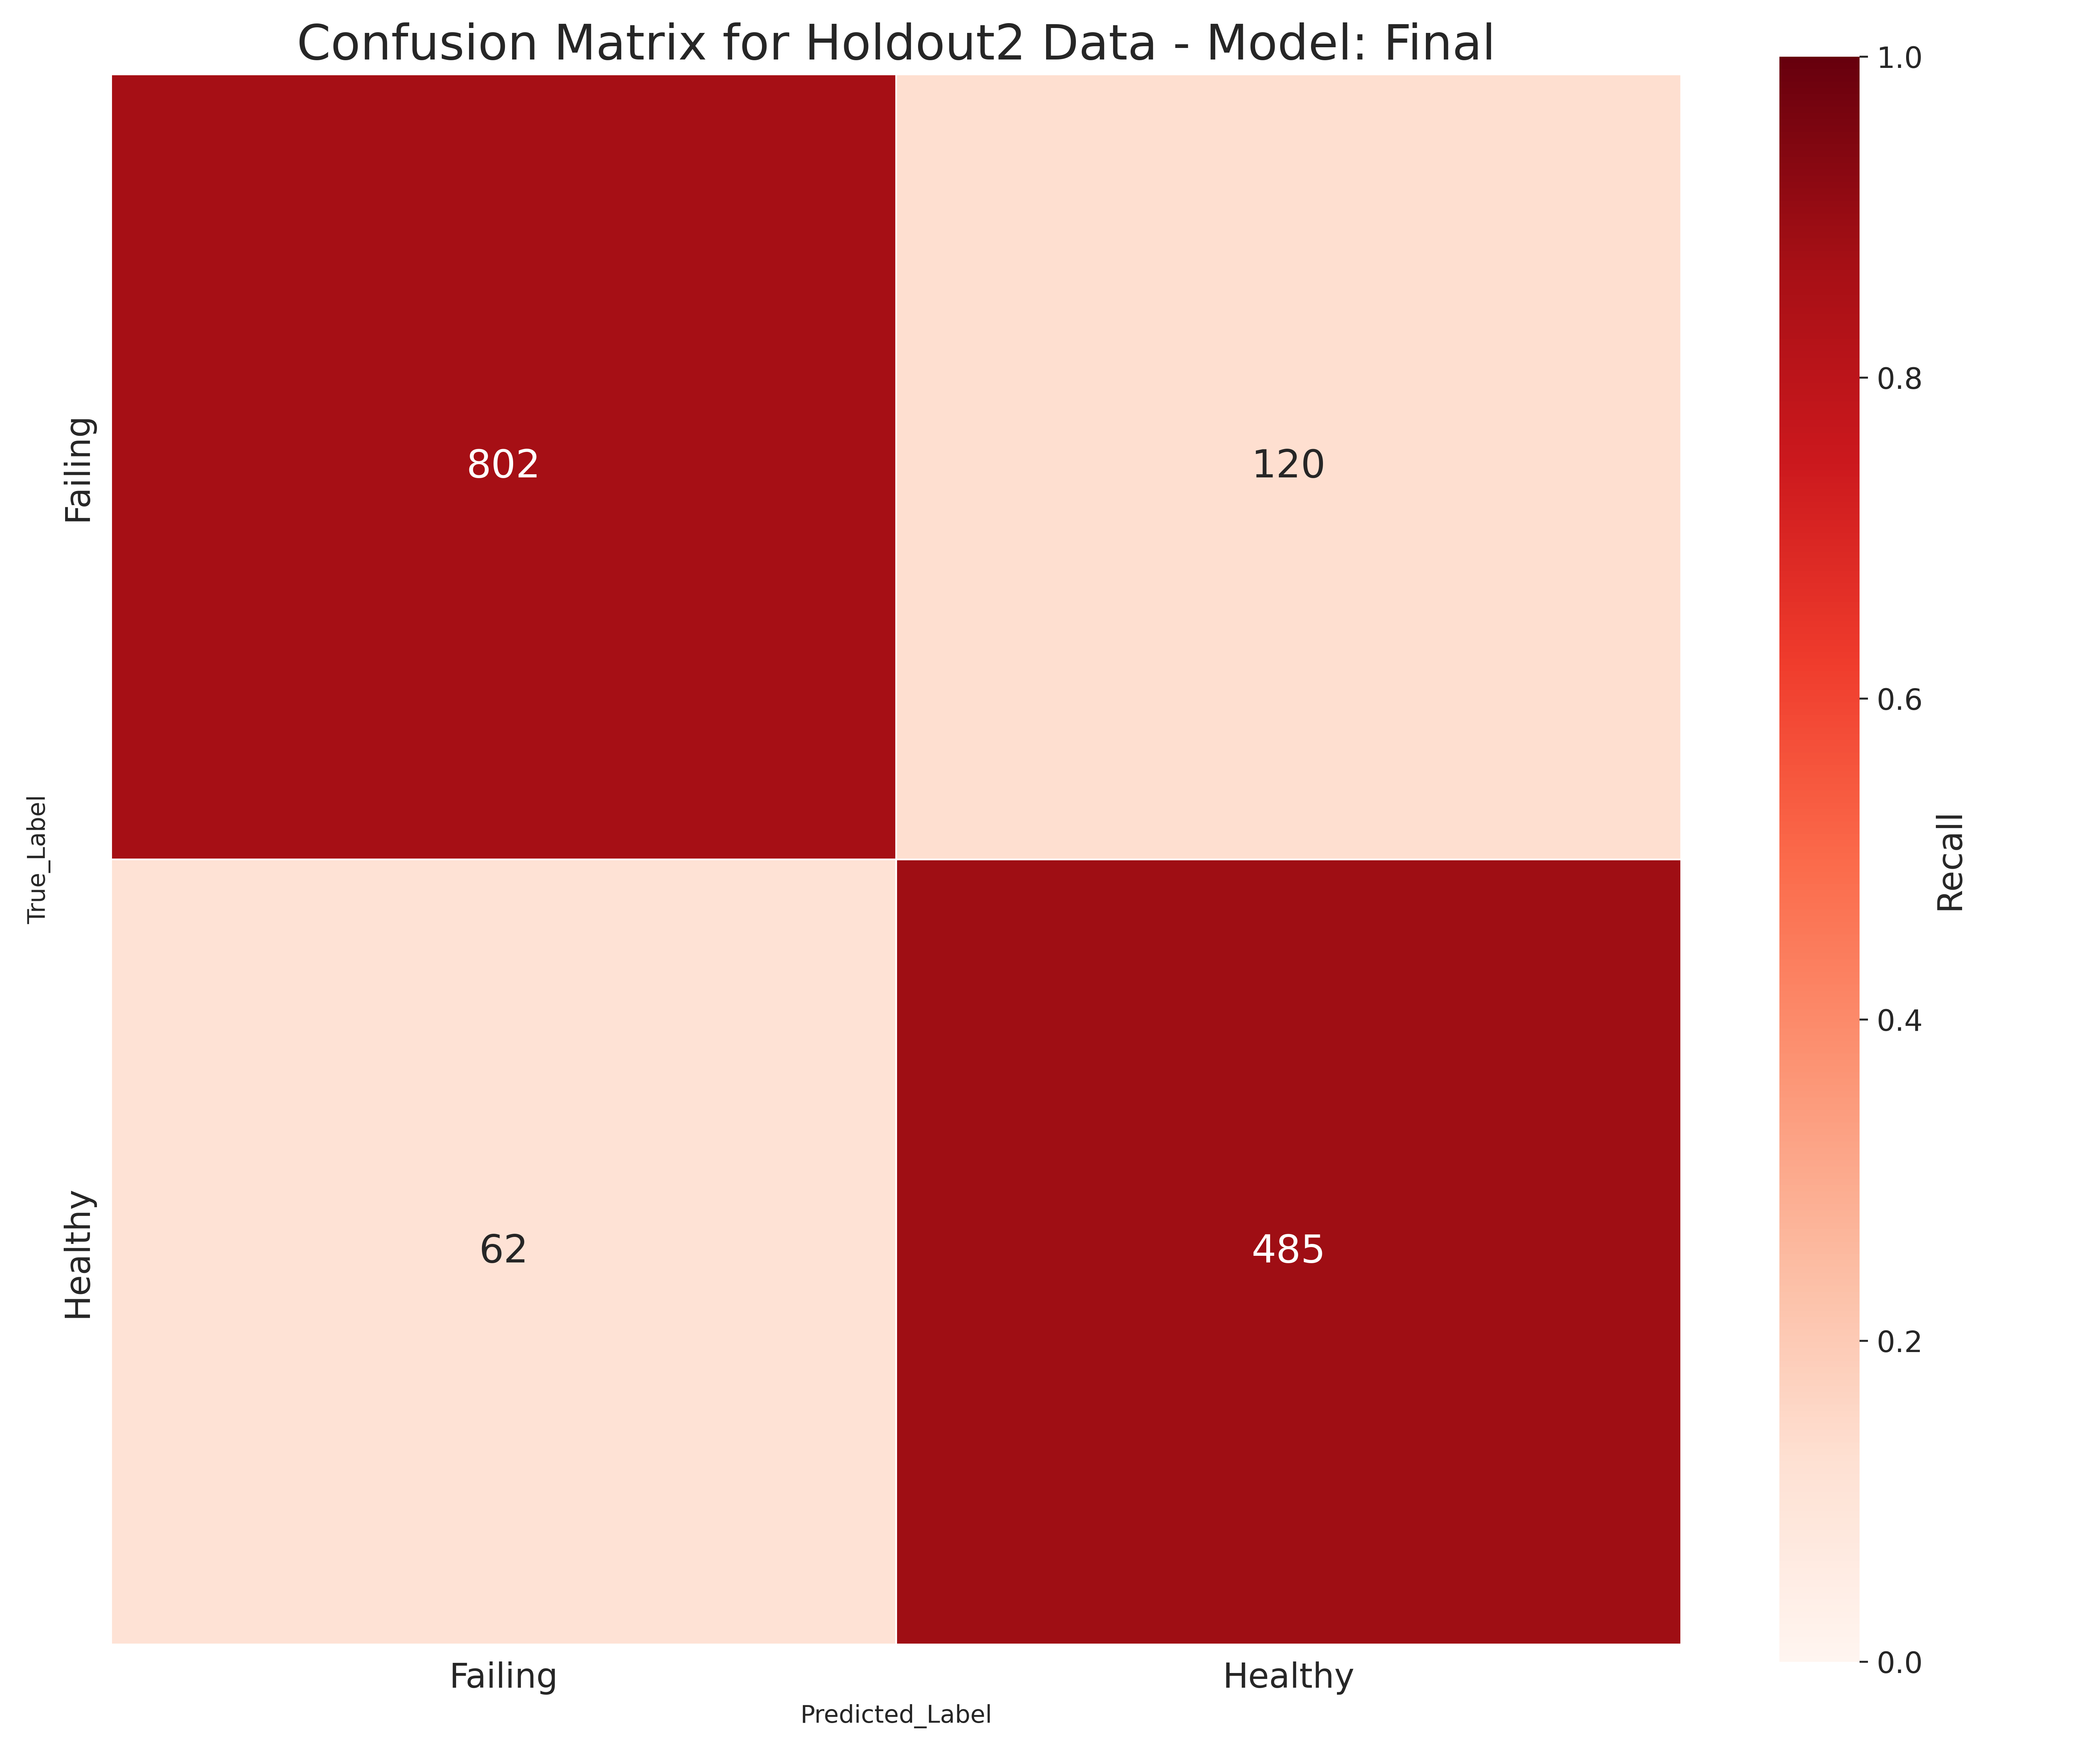 Confusion Matrix for Holdout2 Data - Model: Final
True_Label
Failing
802
120
Healthy
62
485
Failing
Healthy
Predicted_Label
1.0
0.8
0.6
0.4
0.2
0.0
Recall